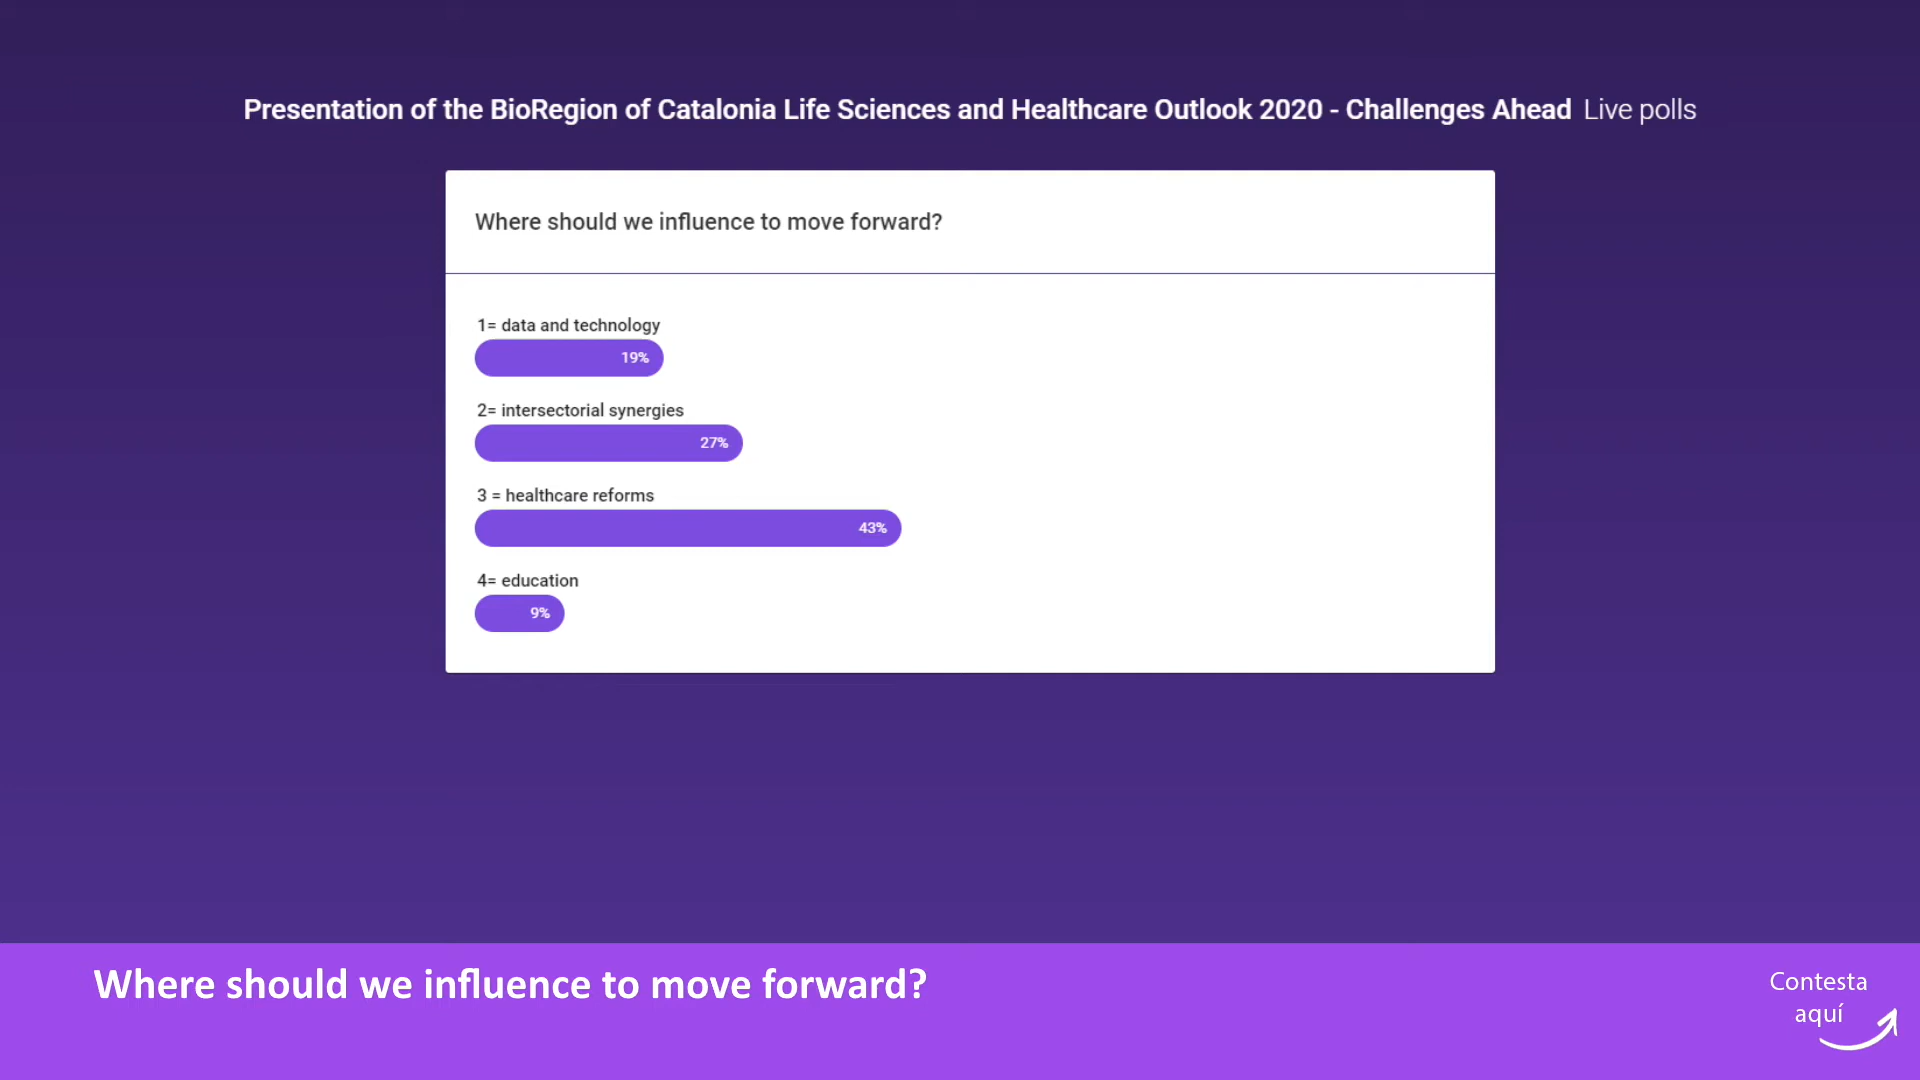 Presentation of the BioRegion of Catalonia Life Sciences and Healthcare Outlook 2020 - Challenges Ahead Live polls
Where should we influence to move forward?
1= data and technology
19%
2= intersectorial synergies
27%
3 = healthcare reforms
43%
4= education
9%
Where should we influence to move forward?
Contesta
aquí